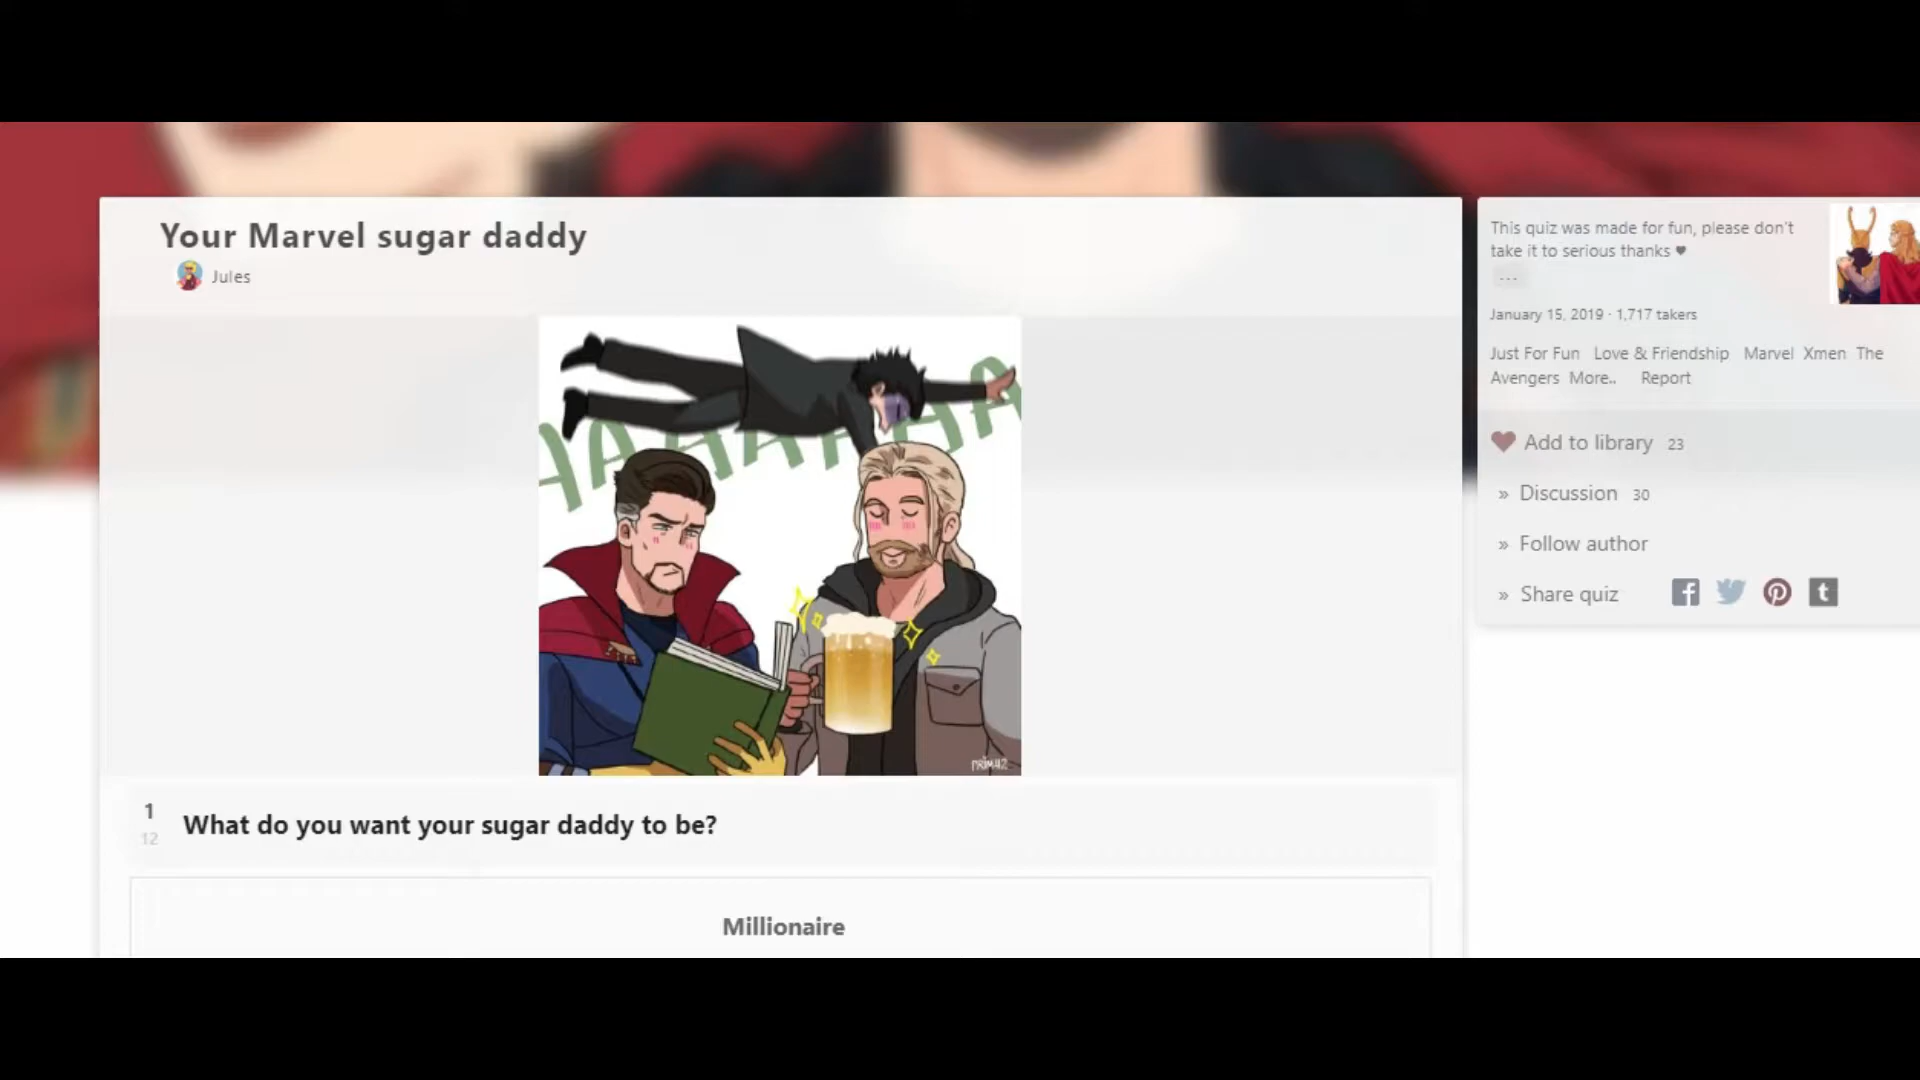 Your Marvel sugar daddy
Jules
AAAAAAAA
PRIM42
1
12
What do you want your sugar daddy to be?
Millionaire
This quiz was made for fun, please don't
take it to serious thanks ♥
...
January 15, 2019 · 1,717 takers
Just For Fun Love & Friendship Marvel Xmen The
Avengers More.. Report
Add to library 23
» Discussion 30
» Follow author
» Share quiz